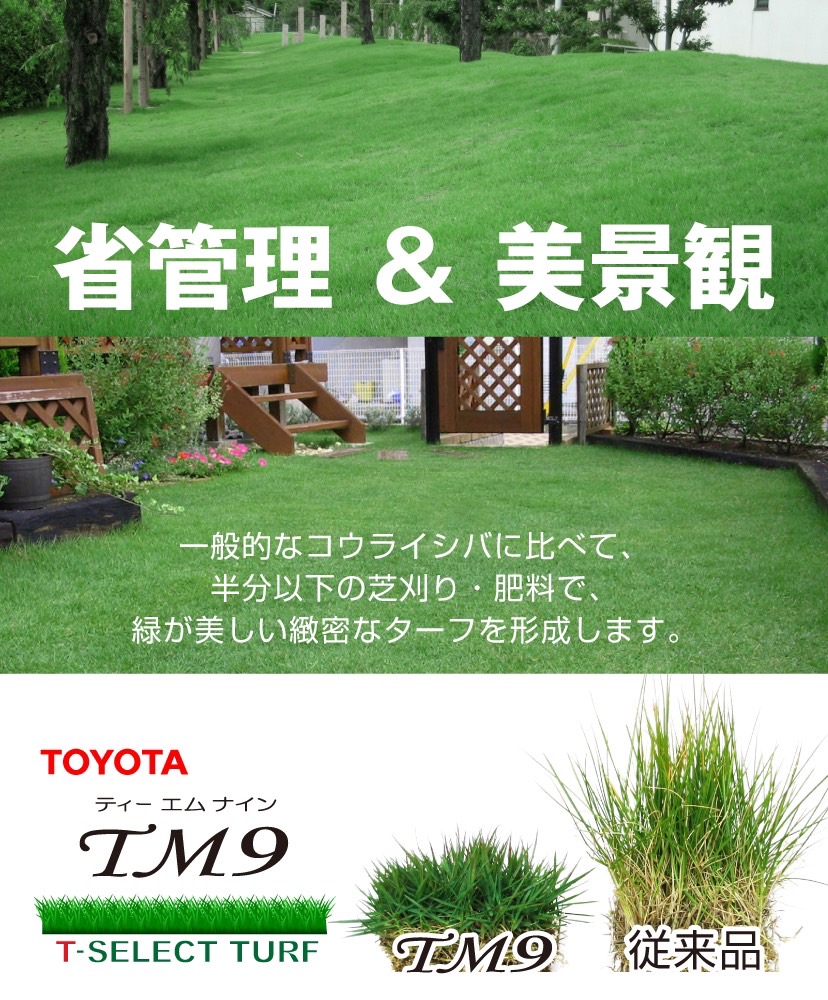 省管理 & 美景観
一般的なコウライシバに比べて、
半分以下の芝刈り・肥料で、
緑が美しい緻密なターフを形成します。
TOYOTA
ティー エム ナイン
TM9
T-SELECT TURF
TM9
従来品